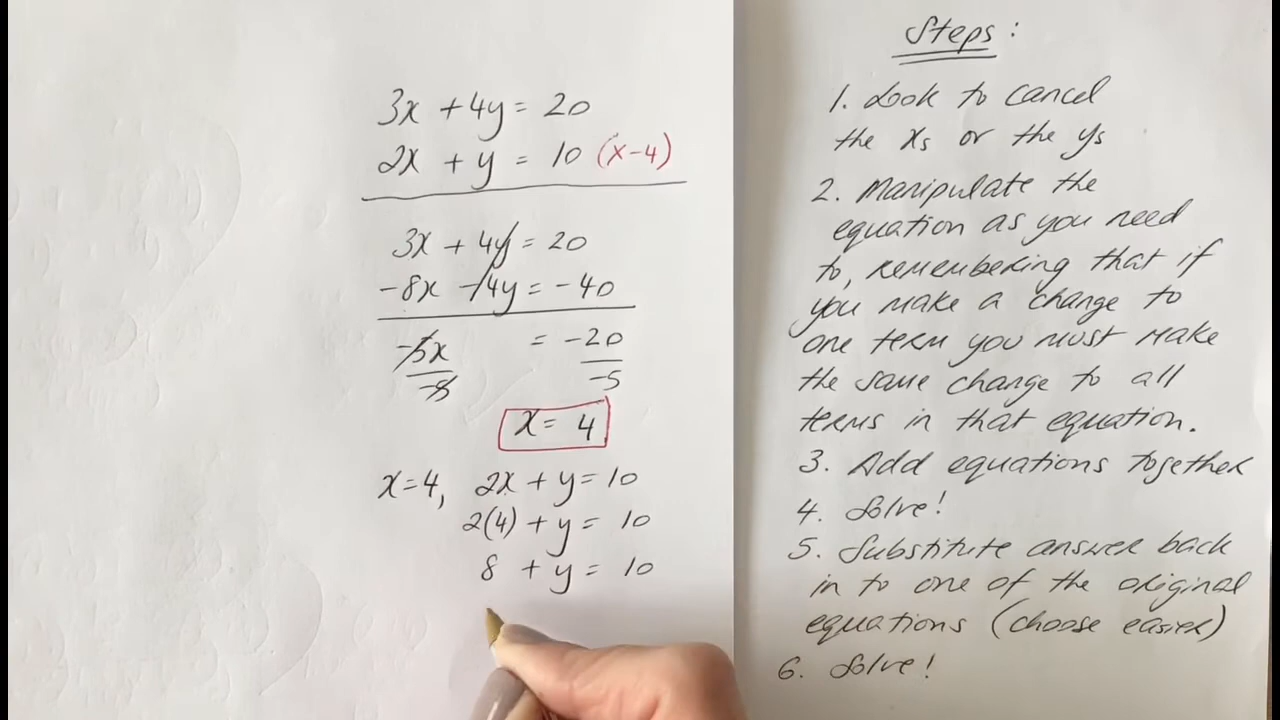 3x + 4y = 20
2x + y = 10 (x-4)
3x + 4y = 20
-8x - 4y = -40
-5x = -20
-5 -5
x = 4
x=4, 2x + y = 10
2(4) + y = 10
8 + y = 10
Steps:
1. Look to cancel
the xs or the ys
2. Manipulate the
equation as you need
to, remembering that if
you make a change to
one term you must make
the same change to all
terms in that equation.
3. Add equations together
4. Solve!
5. Substitute answer back
in to one of the original
equations (choose easier)
6. Solve!